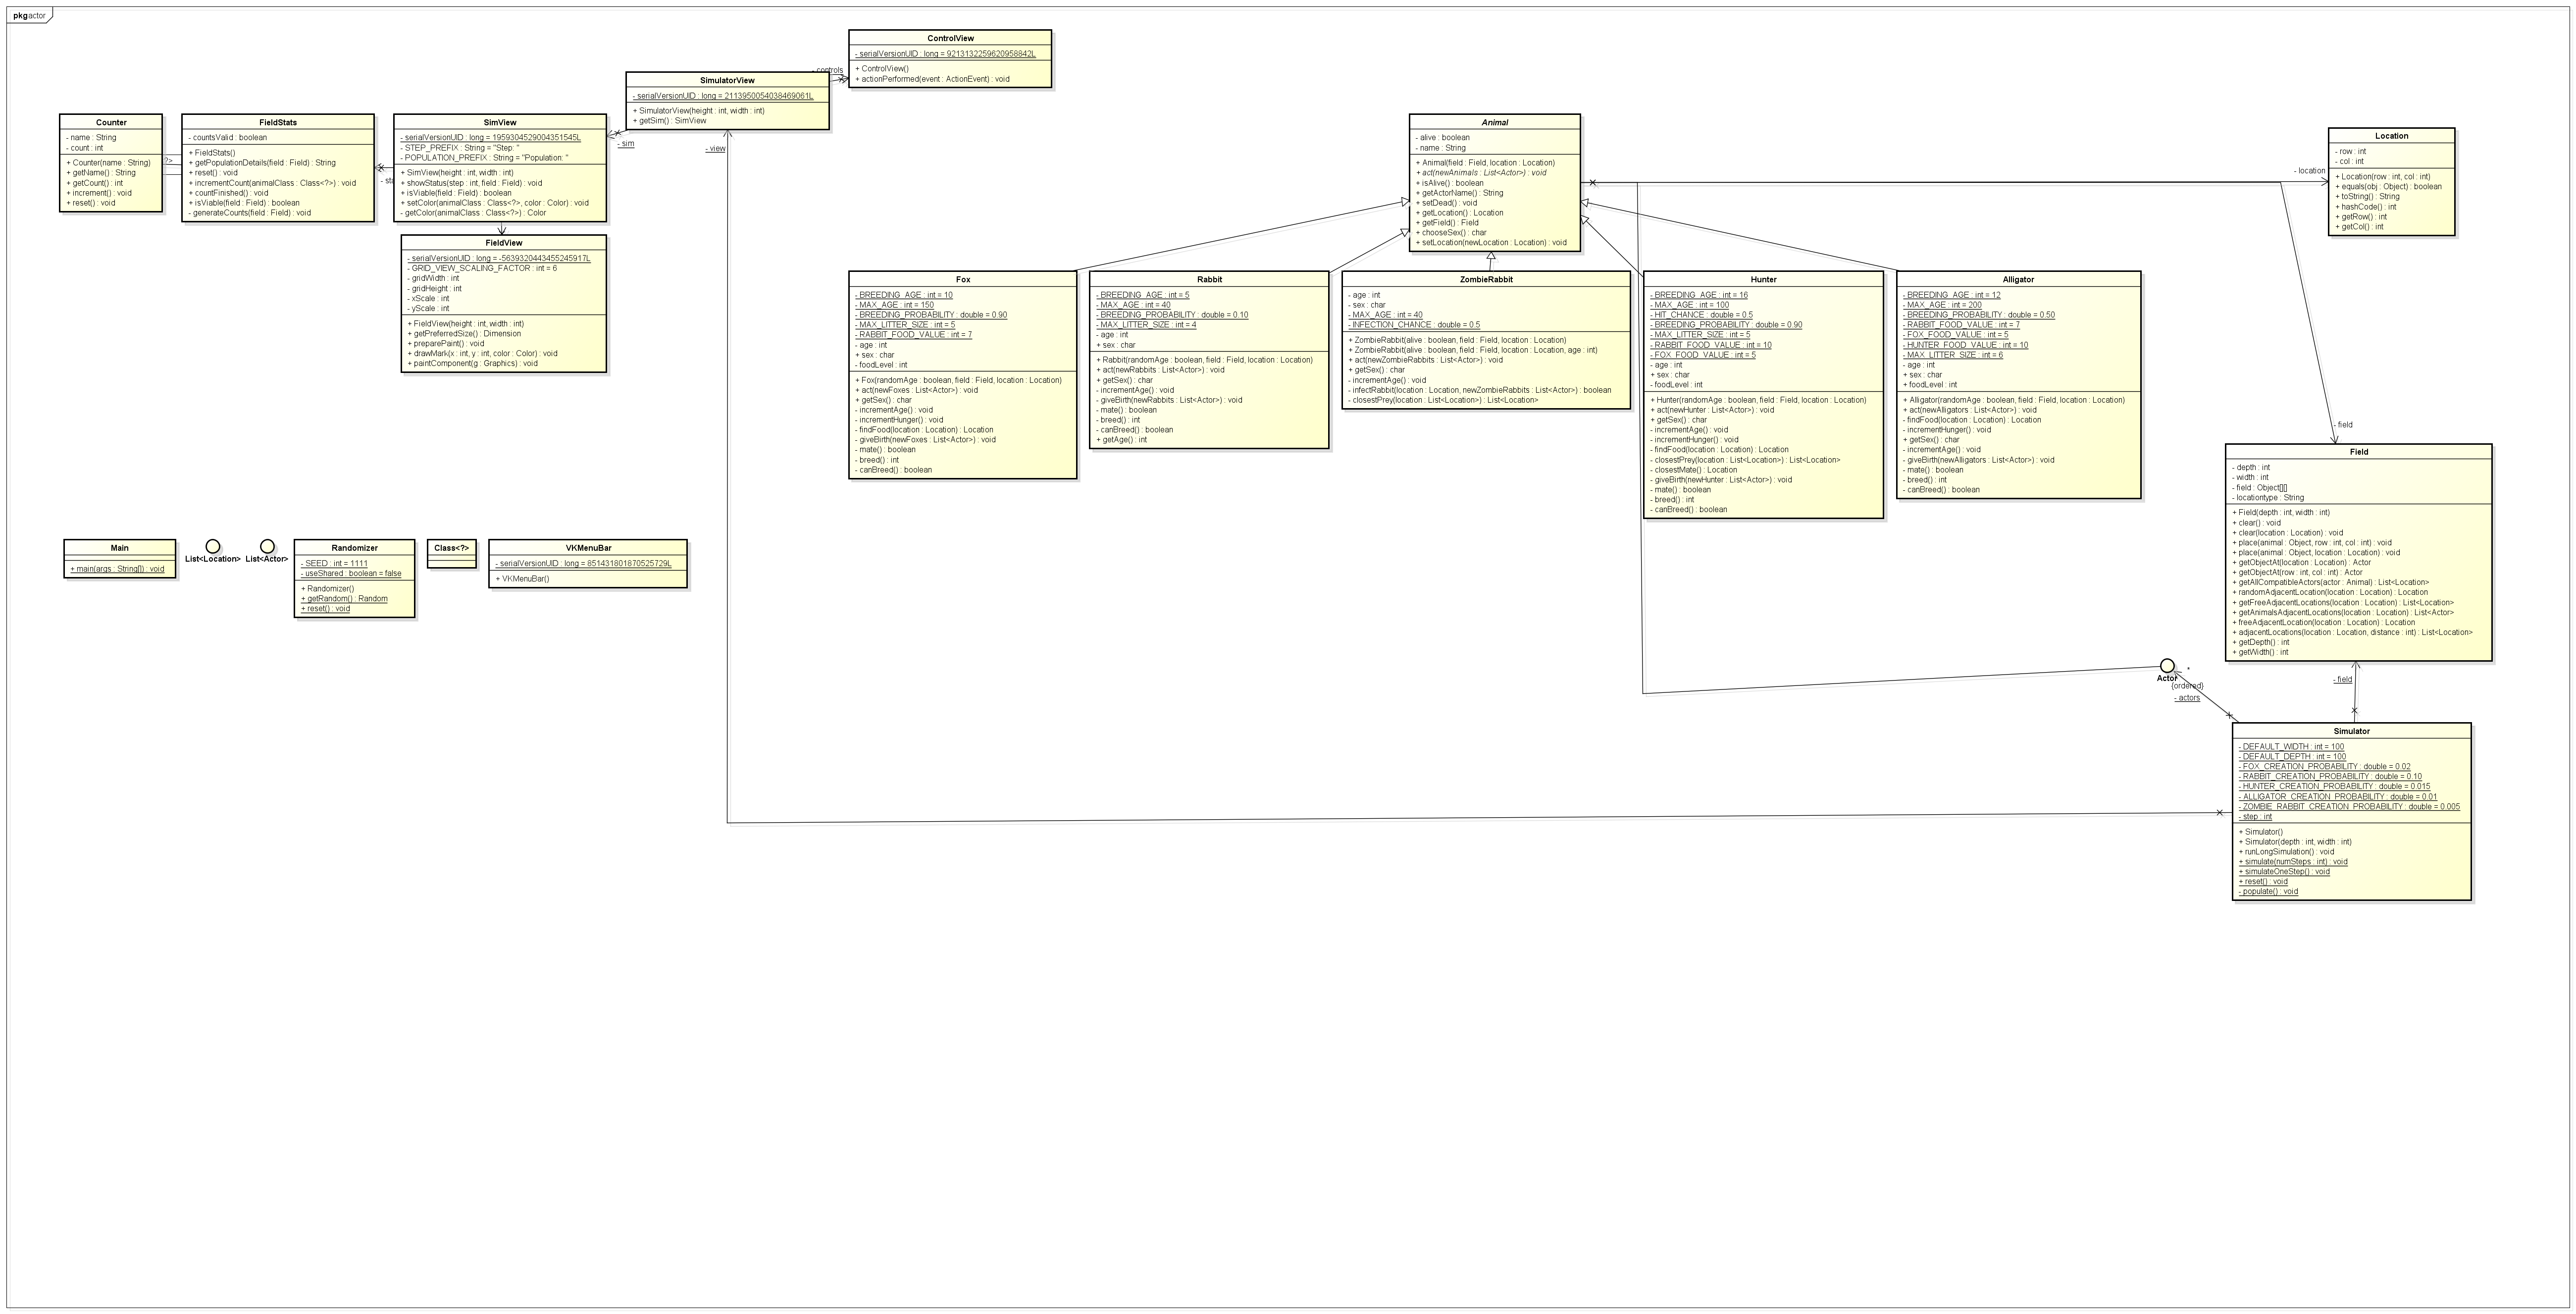 pkg actor
ControlView
- serialVersionUID : long = 9213132259620958842L
+ ControlView()
+ actionPerformed(event : ActionEvent) : void
- controls
SimulatorView
- serialVersionUID : long = 2113950054038469061L
+ SimulatorView(height : int, width : int)
+ getSim() : SimView
- sim
- view
Counter
- name : String
- count : int
+ Counter(name : String)
+ getName() : String
+ getCount() : int
+ increment() : void
+ reset() : void
?>
FieldStats
- countsValid : boolean
+ FieldStats()
+ getPopulationDetails(field : Field) : String
+ reset() : void
+ incrementCount(animalClass : Class<?>) : void
+ countFinished() : void
+ isViable(field : Field) : boolean
- generateCounts(field : Field) : void
SimView
- serialVersionUID : long = 1959304529004351545L
- STEP_PREFIX : String = "Step: "
- POPULATION_PREFIX : String = "Population: "
+ SimView(height : int, width : int)
+ showStatus(step : int, field : Field) : void
+ isViable(field : Field) : boolean
+ setColor(animalClass : Class<?>, color : Color) : void
- getColor(animalClass : Class<?>) : Color
FieldView
- serialVersionUID : long = -5639320443455245917L
- GRID_VIEW_SCALING_FACTOR : int = 6
- gridWidth : int
- gridHeight : int
- xScale : int
- yScale : int
+ FieldView(height : int, width : int)
+ getPreferredSize() : Dimension
+ preparePaint() : void
+ drawMark(x : int, y : int, color : Color) : void
+ paintComponent(g : Graphics) : void
Animal
- alive : boolean
- name : String
+ Animal(field : Field, location : Location)
+ act(newAnimals : List<Actor>) : void
+ isAlive() : boolean
+ getActorName() : String
+ setDead() : void
+ getLocation() : Location
+ getField() : Field
+ chooseSex() : char
+ setLocation(newLocation : Location) : void
- location
Location
- row : int
- col : int
+ Location(row : int, col : int)
+ equals(obj : Object) : boolean
+ toString() : String
+ hashCode() : int
+ getRow() : int
+ getCol() : int
Fox
- BREEDING_AGE : int = 10
- MAX_AGE : int = 150
- BREEDING_PROBABILITY : double = 0.90
- MAX_LITTER_SIZE : int = 5
- RABBIT_FOOD_VALUE : int = 7
- age : int
+ sex : char
- foodLevel : int
+ Fox(randomAge : boolean, field : Field, location : Location)
+ act(newFoxes : List<Actor>) : void
+ getSex() : char
- incrementAge() : void
- incrementHunger() : void
- findFood(location : Location) : Location
- giveBirth(newFoxes : List<Actor>) : void
- mate() : boolean
- breed() : int
- canBreed() : boolean
Rabbit
- BREEDING_AGE : int = 5
- MAX_AGE : int = 40
- BREEDING_PROBABILITY : double = 0.10
- MAX_LITTER_SIZE : int = 4
- age : int
+ sex : char
+ Rabbit(randomAge : boolean, field : Field, location : Location)
+ act(newRabbits : List<Actor>) : void
+ getSex() : char
- incrementAge() : void
- giveBirth(newRabbits : List<Actor>) : void
- mate() : boolean
- breed() : int
- canBreed() : boolean
+ getAge() : int
ZombieRabbit
- age : int
- sex : char
- MAX_AGE : int = 40
- INFECTION_CHANCE : double = 0.5
+ ZombieRabbit(alive : boolean, field : Field, location : Location)
+ ZombieRabbit(alive : boolean, field : Field, location : Location, age : int)
+ act(newZombieRabbits : List<Actor>) : void
+ getSex() : char
- incrementAge() : void
- infectRabbit(location : Location, newZombieRabbits : List<Actor>) : boolean
- closestPrey(location : List<Location>) : List<Location>
Hunter
- BREEDING_AGE : int = 16
- MAX_AGE : int = 100
- HIT_CHANCE : double = 0.5
- BREEDING_PROBABILITY : double = 0.90
- MAX_LITTER_SIZE : int = 5
- RABBIT_FOOD_VALUE : int = 10
- FOX_FOOD_VALUE : int = 5
- age : int
+ sex : char
- foodLevel : int
+ Hunter(randomAge : boolean, field : Field, location : Location)
+ act(newHunter : List<Actor>) : void
+ getSex() : char
- incrementAge() : void
- incrementHunger() : void
- findFood(location : Location) : Location
- closestPrey(location : List<Location>) : List<Location>
- closestMate() : Location
- giveBirth(newHunter : List<Actor>) : void
- mate() : boolean
- breed() : int
- canBreed() : boolean
Alligator
- BREEDING_AGE : int = 12
- MAX_AGE : int = 200
- BREEDING_PROBABILITY : double = 0.50
- RABBIT_FOOD_VALUE : int = 7
- FOX_FOOD_VALUE : int = 5
- HUNTER_FOOD_VALUE : int = 10
- MAX_LITTER_SIZE : int = 6
- age : int
+ sex : char
+ foodLevel : int
+ Alligator(randomAge : boolean, field : Field, location : Location)
+ act(newAlligators : List<Actor>) : void
- findFood(location : Location) : Location
- incrementHunger() : void
+ getSex() : char
- incrementAge() : void
- giveBirth(newAlligators : List<Actor>) : void
- mate() : boolean
- breed() : int
- canBreed() : boolean
- field
Field
- depth : int
- width : int
- field : Object[][]
- locationtype : String
+ Field(depth : int, width : int)
+ clear() : void
+ clear(location : Location) : void
+ place(animal : Object, row : int, col : int) : void
+ place(animal : Object, location : Location) : void
+ getObjectAt(location : Location) : Actor
+ getObjectAt(row : int, col : int) : Actor
+ getAllCompatibleActors(actor : Animal) : List<Location>
+ randomAdjacentLocation(location : Location) : Location
+ getFreeAdjacentLocations(location : Location) : List<Location>
+ getAnimalsAdjacentLocations(location : Location) : List<Actor>
+ freeAdjacentLocation(location : Location) : Location
+ adjacentLocations(location : Location, distance : int) : List<Location>
+ getDepth() : int
+ getWidth() : int
Main
+ main(args : String[]) : void
List<Location>
List<Actor>
Randomizer
- SEED : int = 1111
- useShared : boolean = false
+ Randomizer()
+ getRandom() : Random
+ reset() : void
Class<?>
VKMenuBar
- serialVersionUID : long = 851431801870525729L
+ VKMenuBar()
*
Actor
{ordered}
- actors
- field
Simulator
- DEFAULT_WIDTH : int = 100
- DEFAULT_DEPTH : int = 100
- FOX_CREATION_PROBABILITY : double = 0.02
- RABBIT_CREATION_PROBABILITY : double = 0.10
- HUNTER_CREATION_PROBABILITY : double = 0.015
- ALLIGATOR_CREATION_PROBABILITY : double = 0.01
- ZOMBIE_RABBIT_CREATION_PROBABILITY : double = 0.005
- step : int
+ Simulator()
+ Simulator(depth : int, width : int)
+ runLongSimulation() : void
+ simulate(numSteps : int) : void
+ simulateOneStep() : void
+ reset() : void
- populate() : void